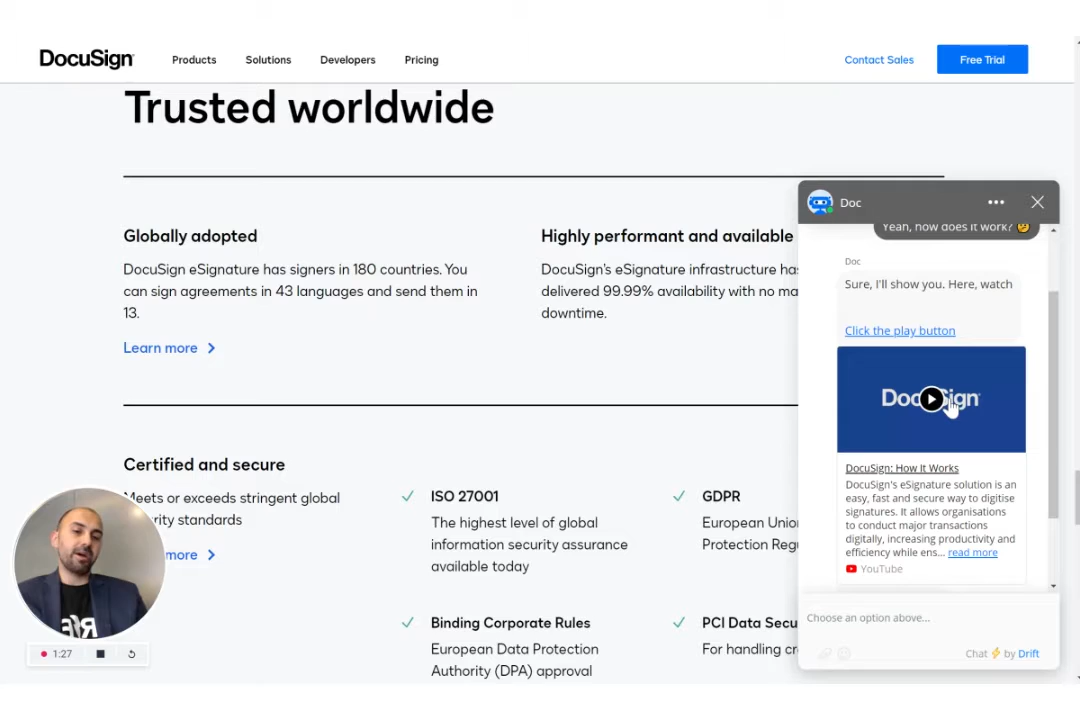 DocuSign
Products
Solutions
Developers
Pricing
Contact Sales
Free Trial
Trusted worldwide
Globally adopted
DocuSign eSignature has signers in 180 countries. You
can sign agreements in 43 languages and send them in
13.
Learn more
Highly performant and available
DocuSign's eSignature infrastructure has
delivered 99.99% availability with no ma
downtime.
Certified and secure
Meets or exceeds stringent global
rity standards
more
ISO 27001
The highest level of global
information security assurance
available today
GDPR
European Union
Protection Regu
Binding Corporate Rules
European Data Protection
Authority (DPA) approval
PCI Data Secu
For handling cr
1:27
Doc
Yeah, how does it work? 🤔
Doc
Sure, I'll show you. Here, watch
Click the play button
DocuSign
DocuSign: How It Works
DocuSign's eSignature solution is an
easy, fast and secure way to digitise
signatures. It allows organisations
to conduct major transactions
digitally, increasing productivity and
efficiency while ens... read more
YouTube
Choose an option above...
Chat ⚡ by Drift